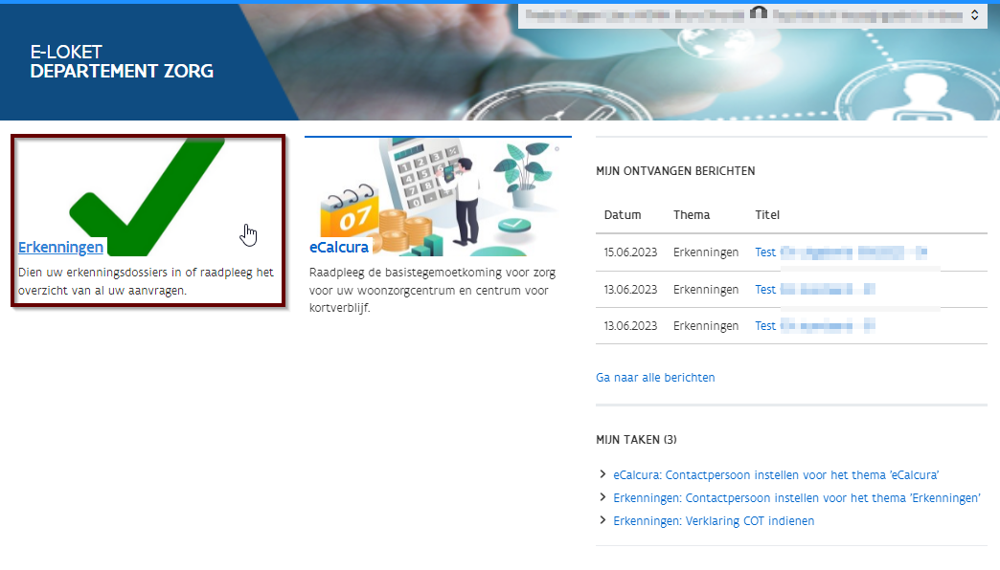 E-LOKET
DEPARTEMENT ZORG
Erkenningen
Dien uw erkenningsdossiers in of raadpleeg het
overzicht van al uw aanvragen.
07
eCalcura
Raadpleeg de basistegemoetkoming voor zorg
voor uw woonzorgcentrum en centrum voor
kortverblijf.
MIJN ONTVANGEN BERICHTEN
Datum Thema Titel
15.06.2023 Erkenningen Test
13.06.2023 Erkenningen Test
13.06.2023 Erkenningen Test
Ga naar alle berichten
MIJN TAKEN (3)
eCalcura: Contactpersoon instellen voor het thema 'eCalcura'
Erkenningen: Contactpersoon instellen voor het thema 'Erkenningen'
Erkenningen: Verklaring COT indienen